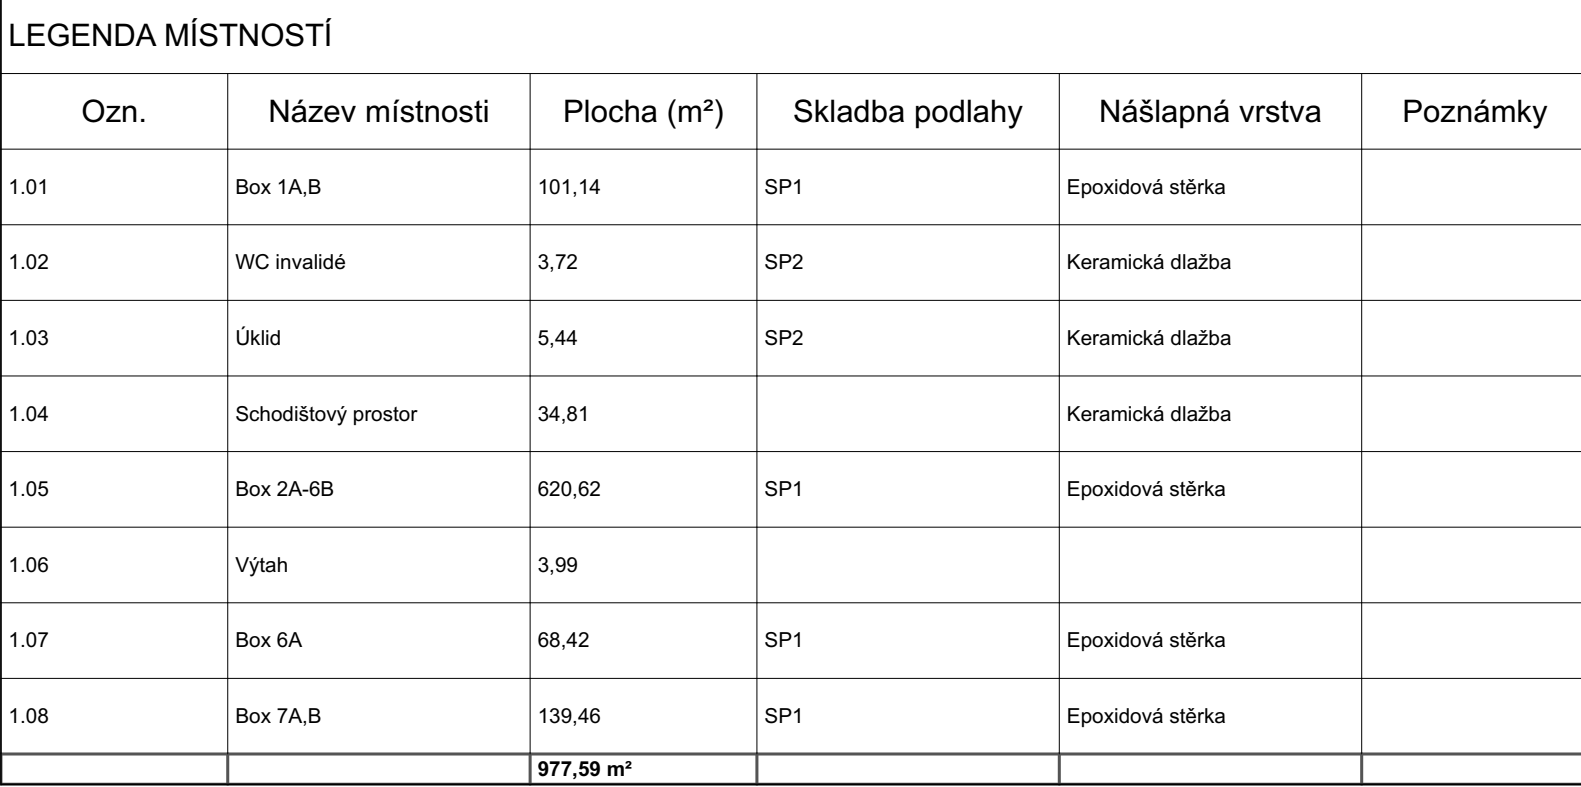 LEGENDA MÍSTNOSTÍ
Ozn. Název místnosti Plocha (m²) Skladba podlahy Nášlapná vrstva Poznámky
1.01 Box 1A,B 101,14 SP1 Epoxidová stěrka
1.02 WC invalidé 3,72 SP2 Keramická dlažba
1.03 Úklid 5,44 SP2 Keramická dlažba
1.04 Schodištový prostor 34,81 Keramická dlažba
1.05 Box 2A-6B 620,62 SP1 Epoxidová stěrka
1.06 Výtah 3,99
1.07 Box 6A 68,42 SP1 Epoxidová stěrka
1.08 Box 7A,B 139,46 SP1 Epoxidová stěrka
977,59 m²